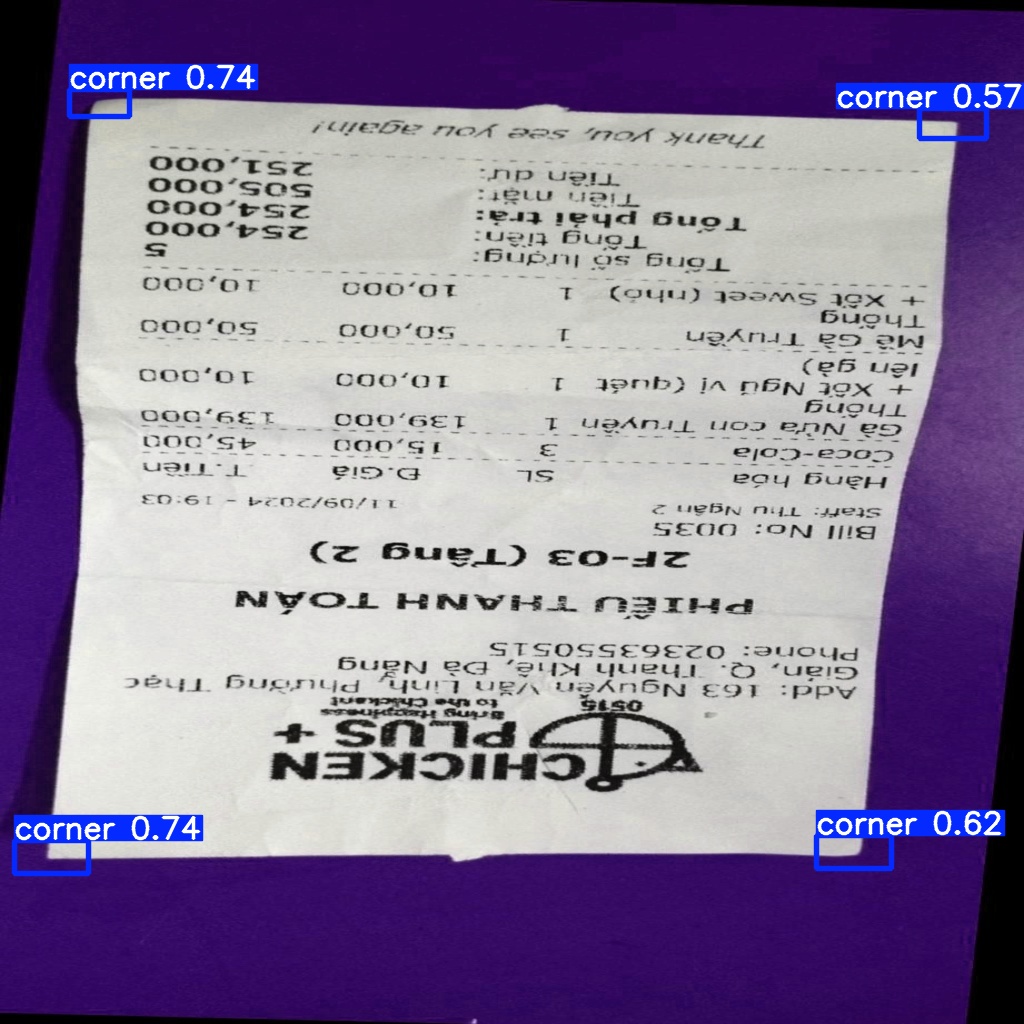 CHICKEN
PLUS +
Bring Happiness
to the Chickent
0515
Add: 163 Nguyễn Văn Linh, Phường Thạc
Gián, Q. Thanh Khê, Đà Nẵng
Phone: 02363550515
PHIẾU THANH TOÁN
2F-03 (Tầng 2)
Bill No: 0035
Staff: Thu Ngân 2 11/09/2024 - 19:03
Hàng hóa SL Đ.Giá T.Tiền
Coca-Cola 3 15,000 45,000
Gà Nửa con Truyền 1 139,000 139,000
Thống
+ Xốt Ngũ vị (quét 1 10,000 10,000
lên gà)
Mề Gà Truyền 1 50,000 50,000
Thống
+ Xốt Sweet (nhỏ) 1 10,000 10,000
Tổng số lượng: 5
Tổng tiền: 254,000
Tổng phải trả: 254,000
Tiền mặt: 505,000
Tiền dư: 251,000
Thank you, see you again!
corner 0.74
corner 0.57
corner 0.74
corner 0.62